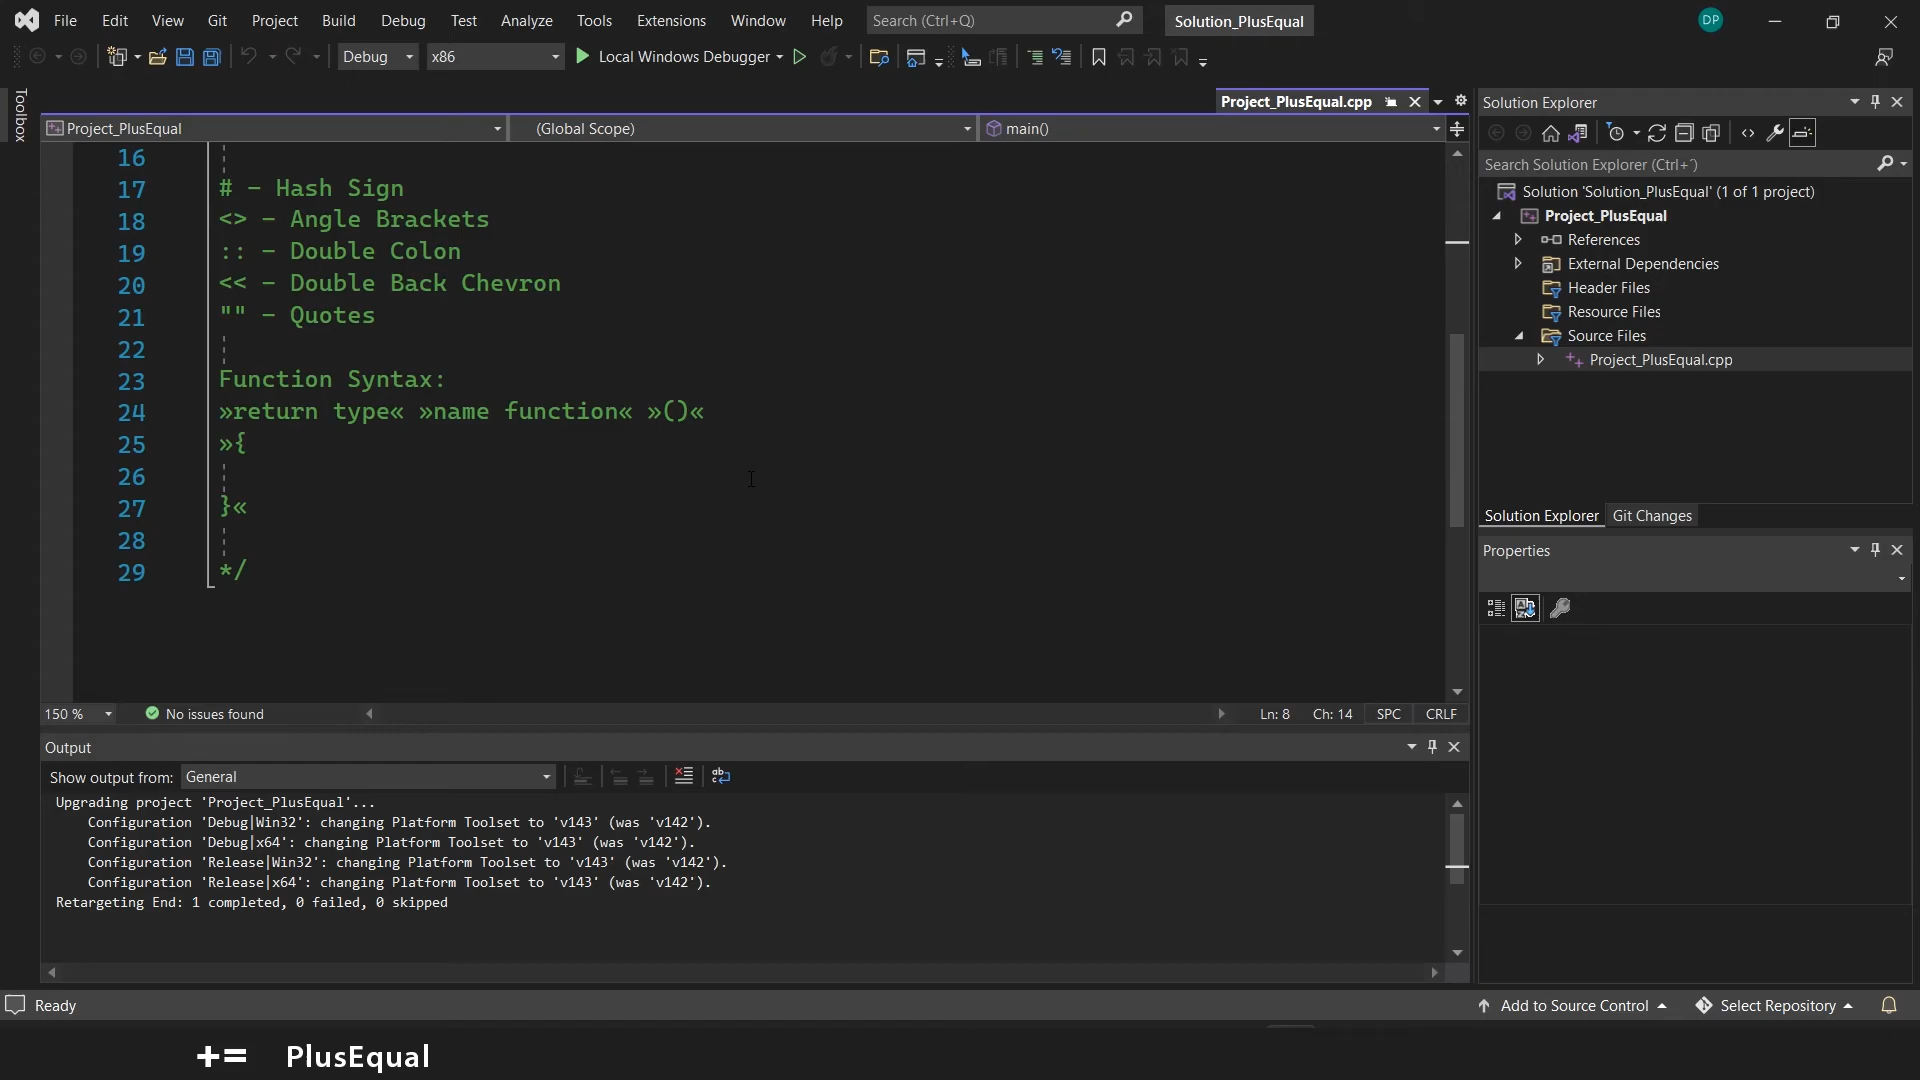 File Edit View Git Project Build Debug Test Analyze Tools Extensions Window Help Search (Ctrl+Q) Solution_PlusEqual DP
Debug x86 Local Windows Debugger
Toolbox
Project_PlusEqual.cpp
Project_PlusEqual (Global Scope) main()
16
17 # - Hash Sign
18 <> - Angle Brackets
19 :: - Double Colon
20 << - Double Back Chevron
21 "" - Quotes
22
23 Function Syntax:
24 »return type« »name function« »()«
25 »{
26
27 }«
28
29 */
150 % No issues found Ln: 8 Ch: 14 SPC CRLF
Output
Show output from: General
Upgrading project 'Project_PlusEqual'...
Configuration 'Debug|Win32': changing Platform Toolset to 'v143' (was 'v142').
Configuration 'Debug|x64': changing Platform Toolset to 'v143' (was 'v142').
Configuration 'Release|Win32': changing Platform Toolset to 'v143' (was 'v142').
Configuration 'Release|x64': changing Platform Toolset to 'v143' (was 'v142').
Retargeting End: 1 completed, 0 failed, 0 skipped
Solution Explorer
Search Solution Explorer (Ctrl+´)
Solution 'Solution_PlusEqual' (1 of 1 project)
Project_PlusEqual
References
External Dependencies
Header Files
Resource Files
Source Files
Project_PlusEqual.cpp
Solution Explorer Git Changes
Properties
Ready Add to Source Control Select Repository
+= PlusEqual